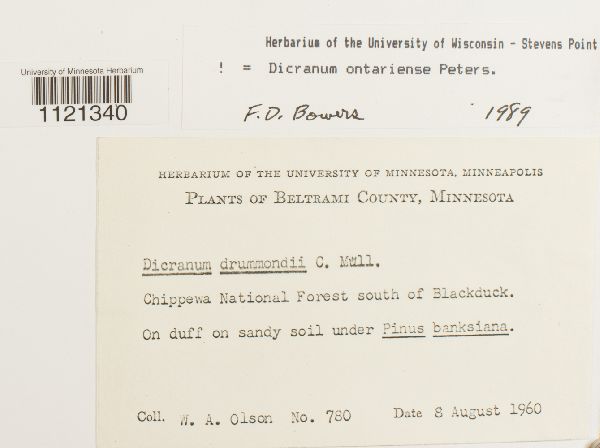 University of Minnesota Herbarium
1121340
Herbarium of the University of Wisconsin - Stevens Point
! = Dicranum ontariense Peters.
F.D. Bowers 1989
HERBARIUM OF THE UNIVERSITY OF MINNESOTA, MINNEAPOLIS
PLANTS OF BELTRAMI COUNTY, MINNESOTA
Dicranum drummondii C. Mull.
Chippewa National Forest south of Blackduck.
On duff on sandy soil under Pinus banksiana.
Coll. W. A. Olson No. 780 Date 8 August 1960